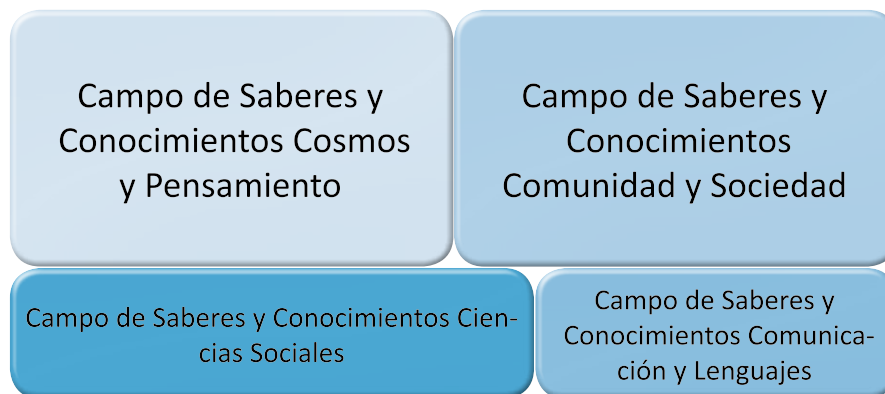 Campo de Saberes y
Conocimientos Cosmos
y Pensamiento
Campo de Saberes y
Conocimientos
Comunidad y Sociedad
Campo de Saberes y Conocimientos Cien-
cias Sociales
Campo de Saberes y
Conocimientos Comunica-
ción y Lenguajes